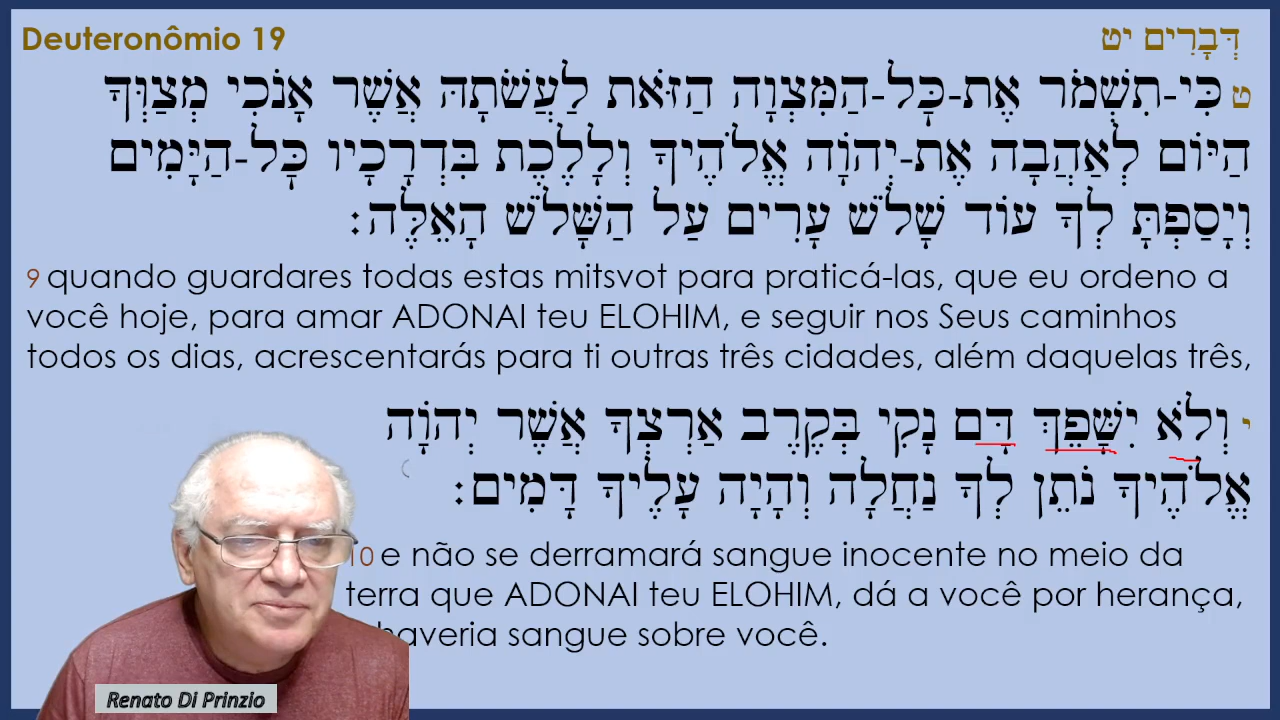 Deuteronômio 19
דְּבָרִים יט
ט כִּי-תִשְׁמֹר אֶת-כָּל-הַמִּצְוָה הַזֹּאת לַעֲשֹׂתָהּ אֲשֶׁר אָנֹכִי מְצַוְּךָ
הַיּוֹם לְאַהֲבָה אֶת-יְהוָה אֱלֹהֶיךָ וְלָלֶכֶת בִּדְרָכָיו כָּל-הַיָּמִים
וְיָסַפְתָּ לְךָ עוֹד שָׁלֹשׁ עָרִים עַל הַשָּׁלֹשׁ הָאֵלֶּה׃
9 quando guardares todas estas mitsvot para praticá-las, que eu ordeno a
você hoje, para amar ADONAI teu ELOHIM, e seguir nos Seus caminhos
todos os dias, acrescentarás para ti outras três cidades, além daquelas três,
י וְלֹא יִשָּׁפֵךְ דָּם נָקִי בְּקֶרֶב אַרְצְךָ אֲשֶׁר יְהוָה
אֱלֹהֶיךָ נֹתֵן לְךָ נַחֲלָה וְהָיָה עָלֶיךָ דָּמִים׃
10 e não se derramará sangue inocente no meio da
terra que ADONAI teu ELOHIM, dá a você por herança,
haveria sangue sobre você.
Renato Di Prinzio